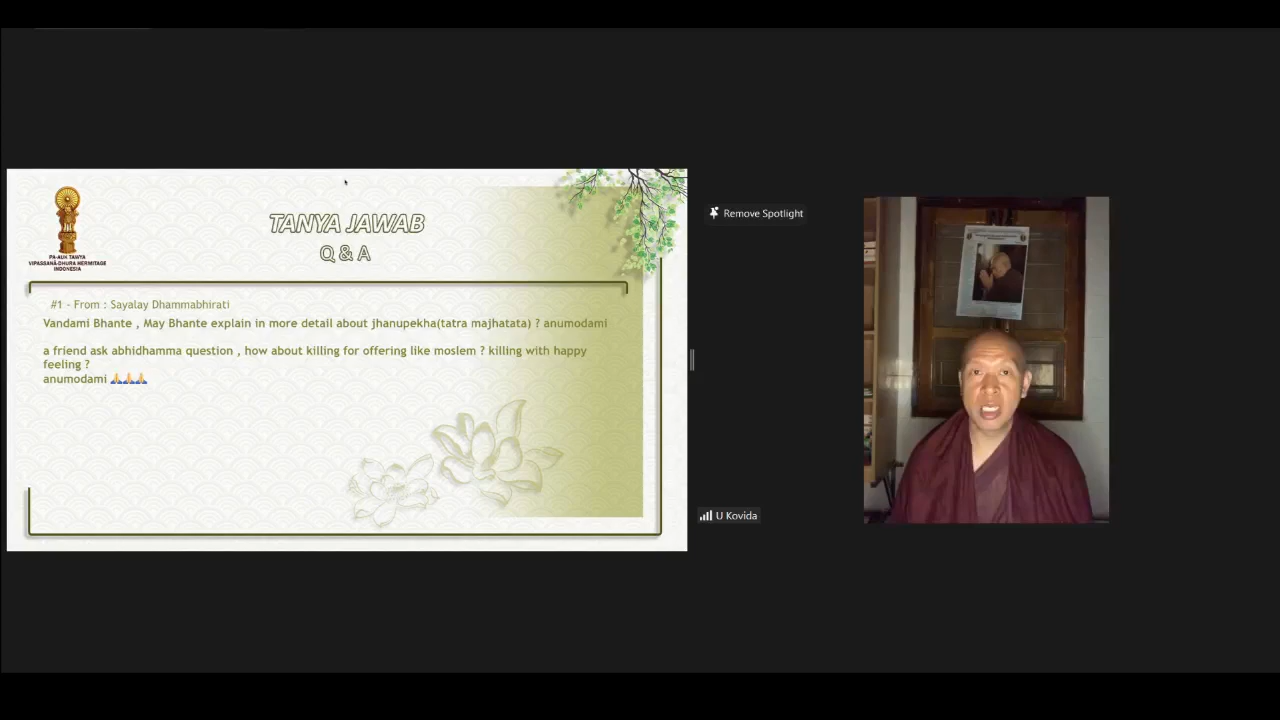 TANYA JAWAB
Q & A
PA-AUK TAWYA
VIPASSANĀ-DHURA HERMITAGE
INDONESIA
#1 - From : Sayalay Dhammabhirati
Vandami Bhante , May Bhante explain in more detail about jhanupekha(tatra majhatata) ? anumodami
a friend ask abhidhamma question , how about killing for offering like moslem ? killing with happy
feeling ?
anumodami 🙏🙏🙏
Remove Spotlight
U Kovida